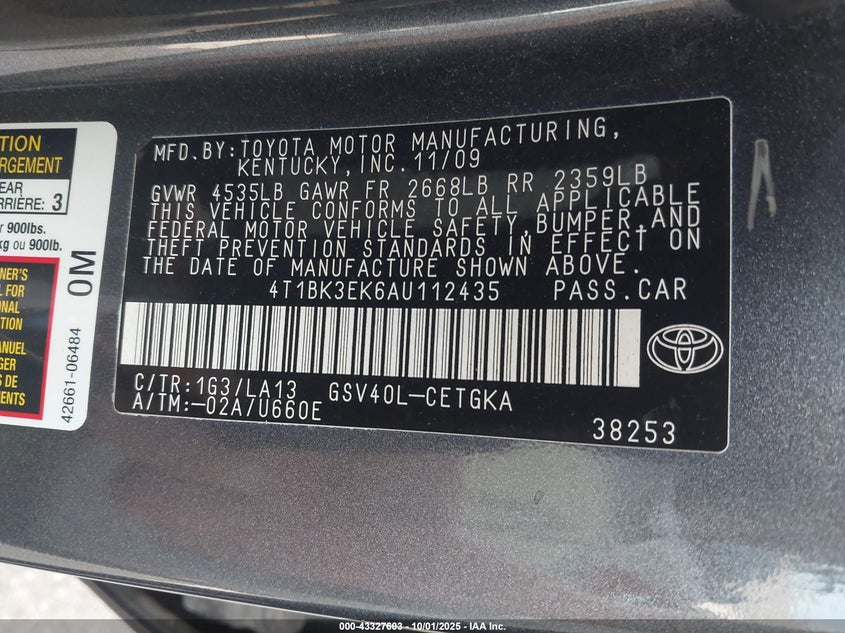 TION
RGEMENT
EAR
RRIÈRE: 3
r 900lbs.
kg ou 900lb.
NER'S
L FOR
ONAL
TION
ANUEL
GER
S DE
MENTS
0M
42661-06484
MFD.BY:TOYOTA MOTOR MANUFACTURING,
KENTUCKY,INC.11/09
GVWR 4535LB GAWR FR 2668LB RR 2359LB
THIS VEHICLE CONFORMS TO ALL APPLICABLE
FEDERAL MOTOR VEHICLE SAFETY,BUMPER,AND
THEFT PREVENTION STANDARDS IN EFFECT ON
THE DATE OF MANUFACTURE SHOWN ABOVE.
4T1BK3EK6AU112435 PASS.CAR
C/TR:1G3/LA13 GSV40L-CETGKA
A/TM:-02A/U660E
38253
000-43327603 - 10/01/2025 - IAA Inc.